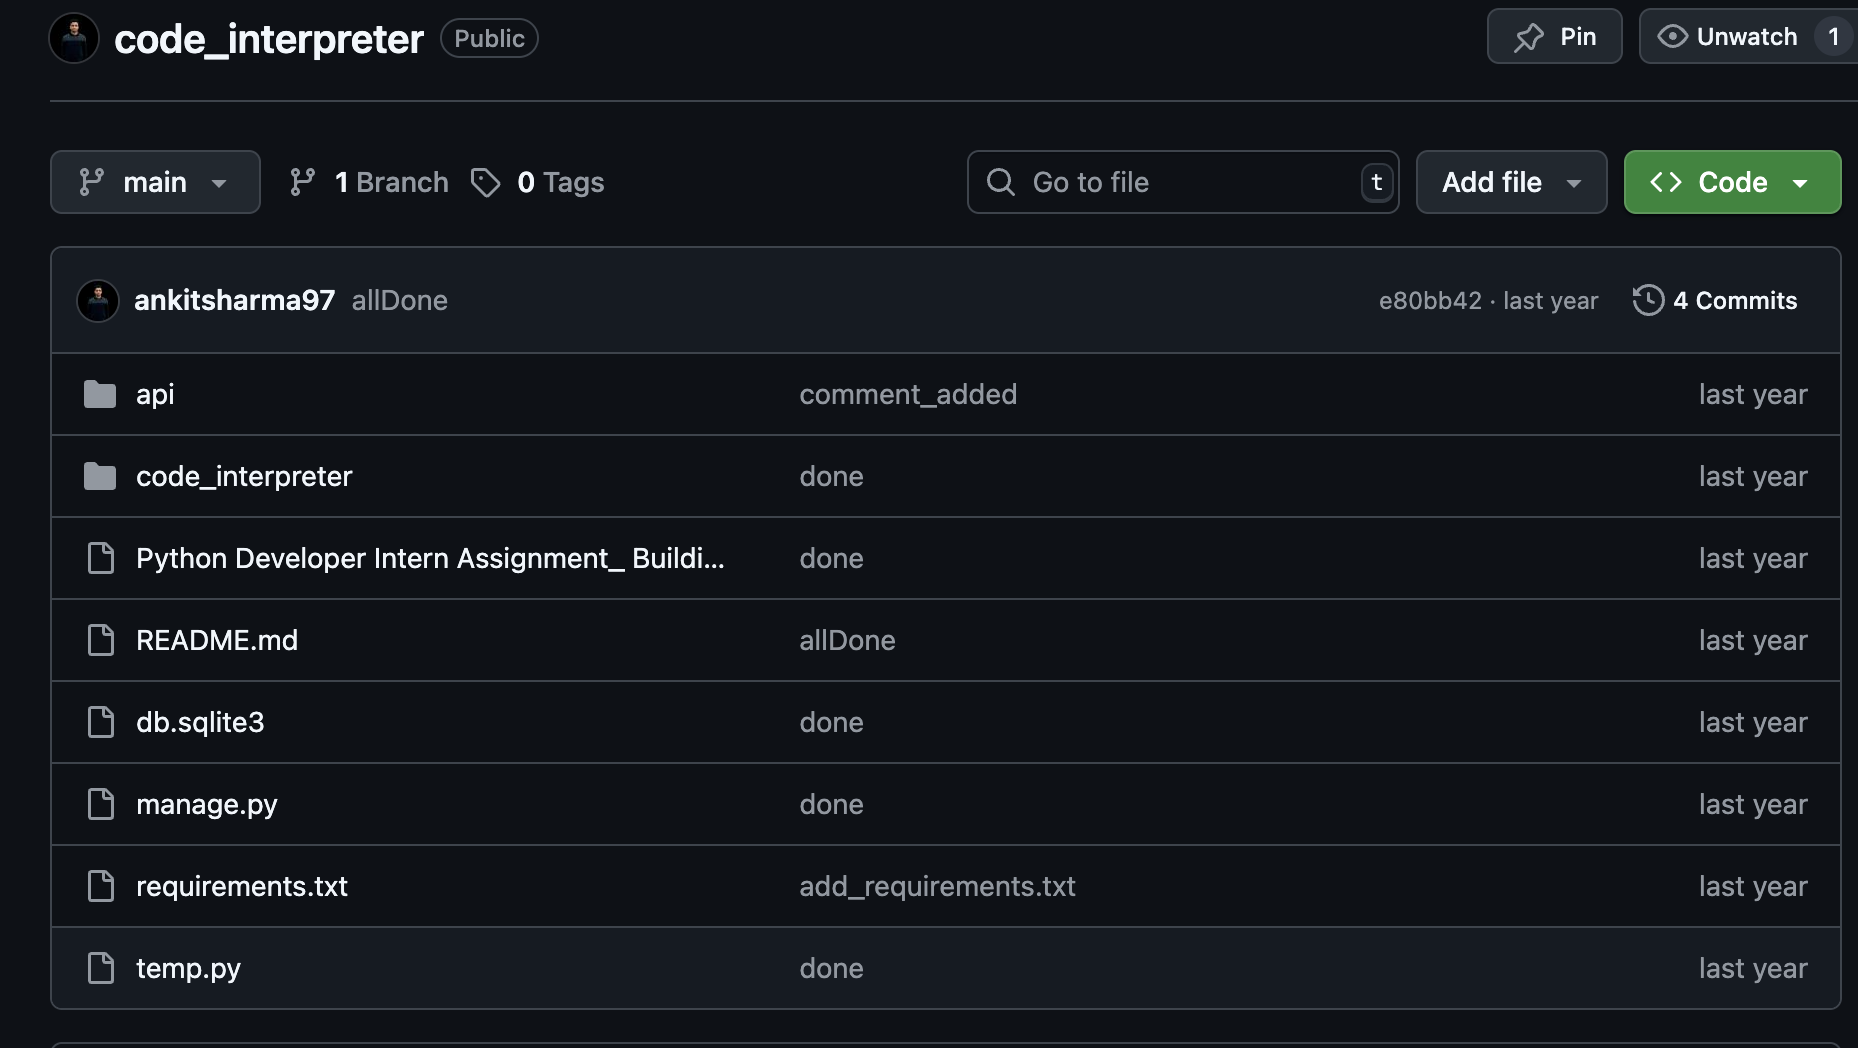 code_interpreter Public Pin Unwatch 1
main 1 Branch 0 Tags Go to file t Add file <> Code
ankitsharma97 allDone e80bb42 · last year 4 Commits
api comment_added last year
code_interpreter done last year
Python Developer Intern Assignment_ Buildi... done last year
README.md allDone last year
db.sqlite3 done last year
manage.py done last year
requirements.txt add_requirements.txt last year
temp.py done last year